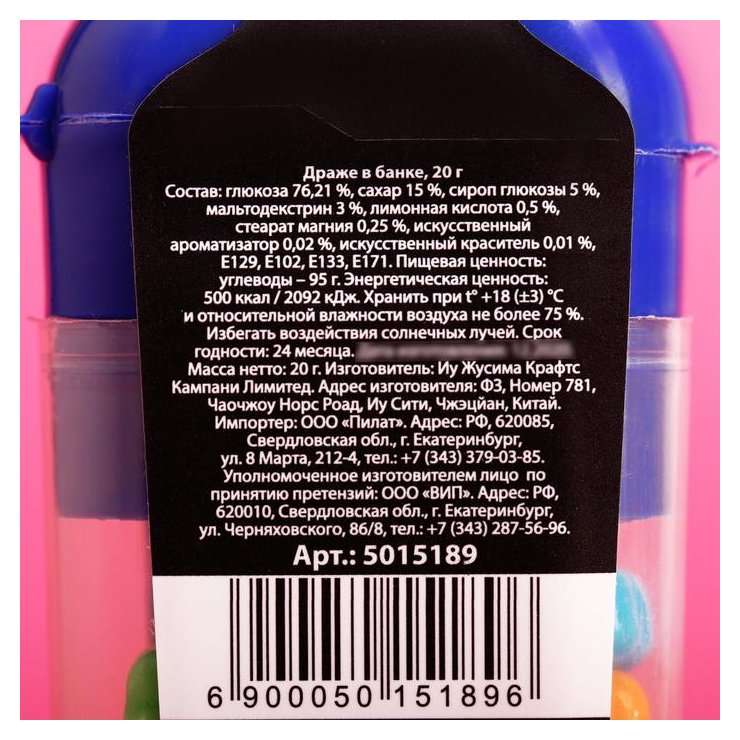 Драже в банке, 20 г
Состав: глюкоза 76,21 %, сахар 15 %, сироп глюкозы 5 %,
мальтодекстрин 3 %, лимонная кислота 0,5 %,
стеарат магния 0,25 %, искусственный
ароматизатор 0,02 %, искусственный краситель 0,01 %,
Е129, Е102, Е133, Е171. Пищевая ценность:
углеводы – 95 г. Энергетическая ценность:
500 ккал / 2092 кДж. Хранить при t° +18 (±3) °C
и относительной влажности воздуха не более 75 %.
Избегать воздействия солнечных лучей. Срок
годности: 24 месяца.
Масса нетто: 20 г. Изготовитель: Иу Жусима Крафтс
Кампани Лимитед. Адрес изготовителя: Ф3, Номер 781,
Чаочжоу Норс Роад, Иу Сити, Чжэцйан, Китай.
Импортер: ООО «Пилат». Адрес: РФ, 620085,
Свердловская обл., г. Екатеринбург,
ул. 8 Марта, 212-4, тел.: +7 (343) 379-03-85.
Уполномоченное изготовителем лицо по
принятию претензий: ООО «ВИП». Адрес: РФ,
620010, Свердловская обл., г. Екатеринбург,
ул. Черняховского, 86/8, тел.: +7 (343) 287-56-96.
Арт.: 5015189
6 900050 151896